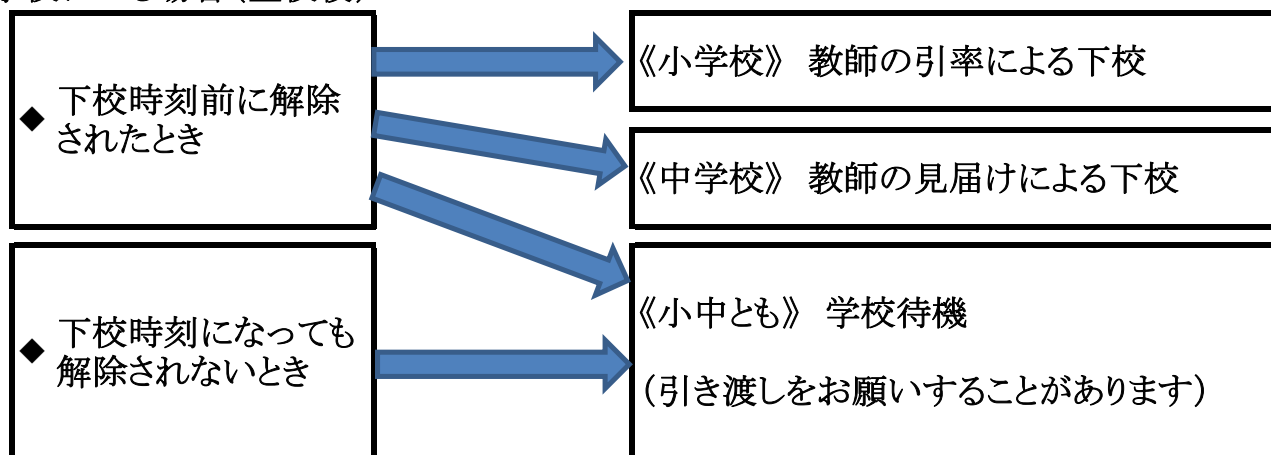 ◆ 下校時刻前に解除
されたとき
《小学校》 教師の引率による下校
《中学校》 教師の見届けによる下校
◆ 下校時刻になっても
解除されないとき
《小中とも》 学校待機
（引き渡しをお願いすることがあります）